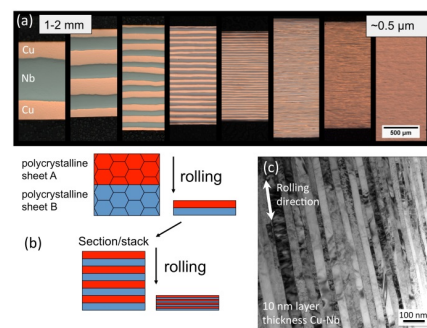 (a)
1-2 mm
~0.5 µm
Cu
Nb
Cu
500 µm
polycrystalline
sheet A
polycrystalline
sheet B
rolling
(b)
Section/stack
rolling
(c)
Rolling
direction
10 nm layer
thickness Cu-Nb
100 nm